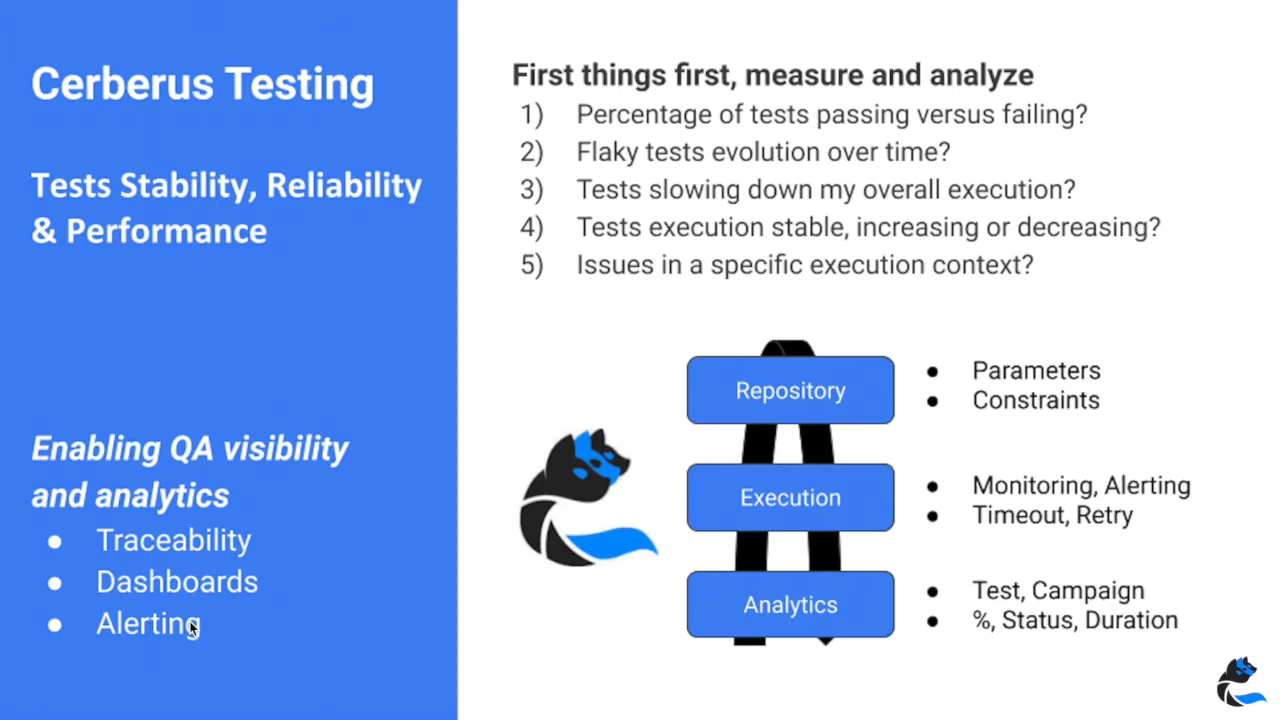 Cerberus Testing
Tests Stability, Reliability
& Performance
Enabling QA visibility
and analytics
● Traceability
● Dashboards
● Alerting
First things first, measure and analyze
1) Percentage of tests passing versus failing?
2) Flaky tests evolution over time?
3) Tests slowing down my overall execution?
4) Tests execution stable, increasing or decreasing?
5) Issues in a specific execution context?
Repository
● Parameters
● Constraints
Execution
● Monitoring, Alerting
● Timeout, Retry
Analytics
● Test, Campaign
● %, Status, Duration